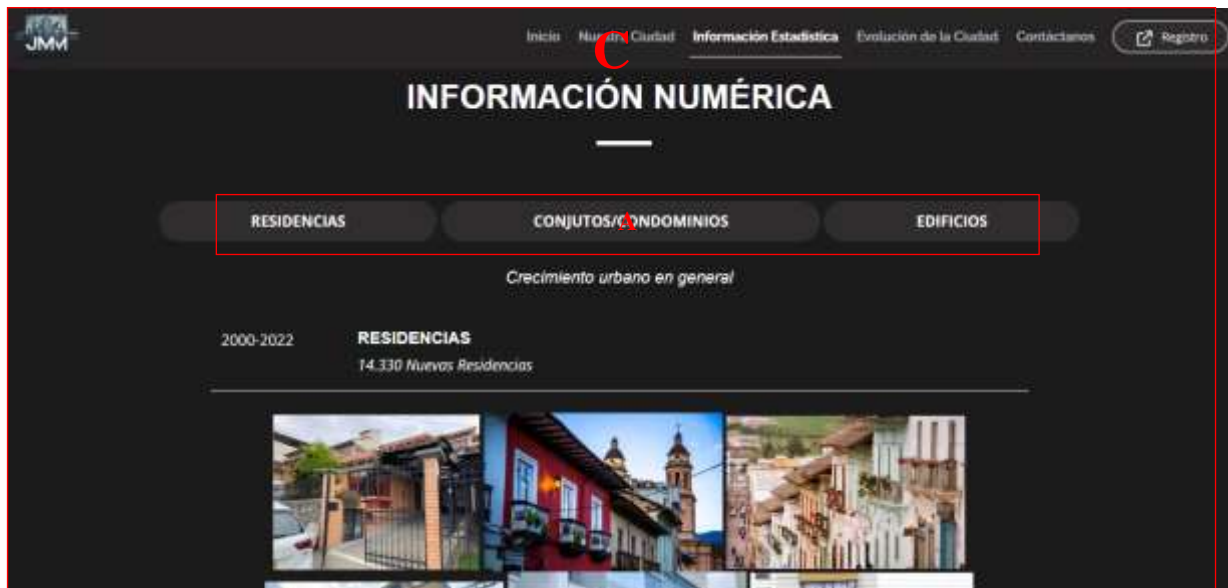 JMM
Inicio Nuestra Ciudad Información Estadística Evolución de la Ciudad Contáctanos Registro
C
INFORMACIÓN NUMÉRICA
RESIDENCIAS CONJUTOS/CONDOMINIOS EDIFICIOS
A
Crecimiento urbano en general
2000-2022 RESIDENCIAS
14.330 Nuevas Residencias